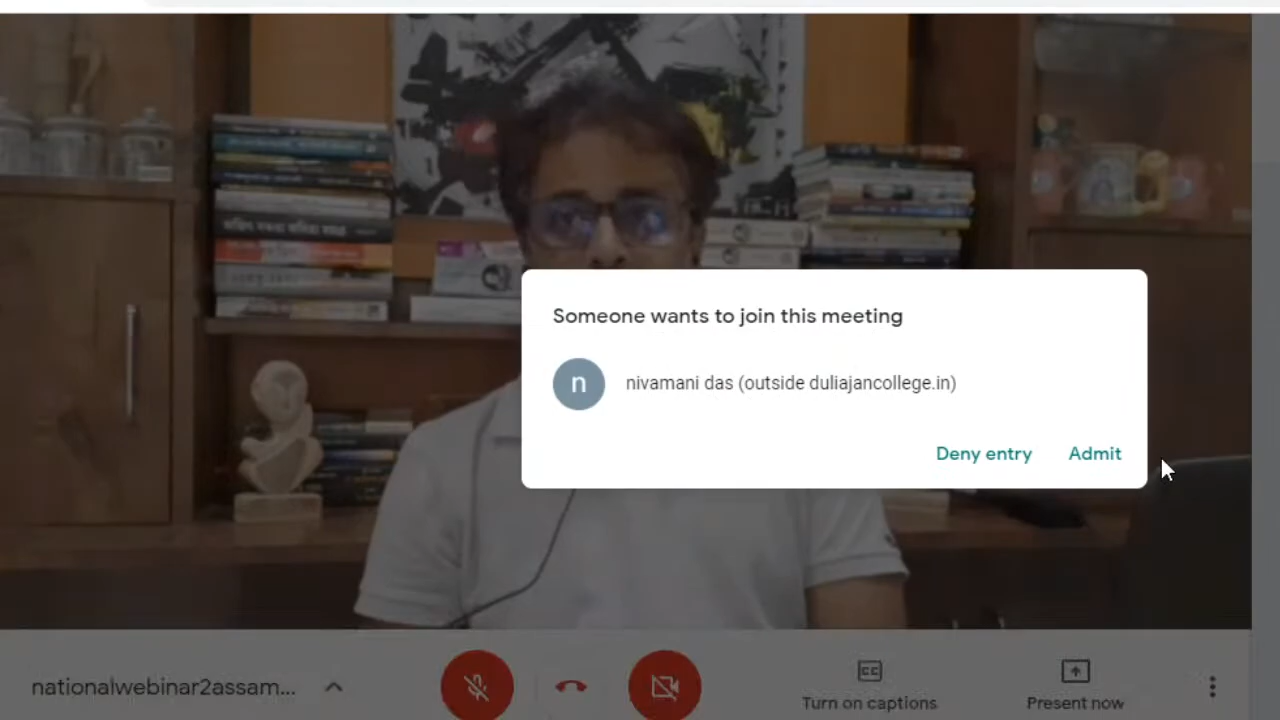 Someone wants to join this meeting
n
nivamani das (outside duliajancollege.in)
Deny entry
Admit
nationalwebinar2assam...
Turn on captions
Present now